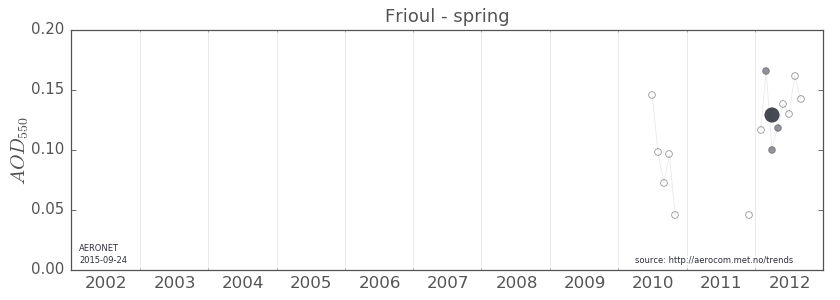 Frioul - spring
0.20
0.15
0.10
0.05
0.00
AOD550
AERONET
2015-09-24
source: http://aerocom.met.no/trends
2002 2003 2004 2005 2006 2007 2008 2009 2010 2011 2012